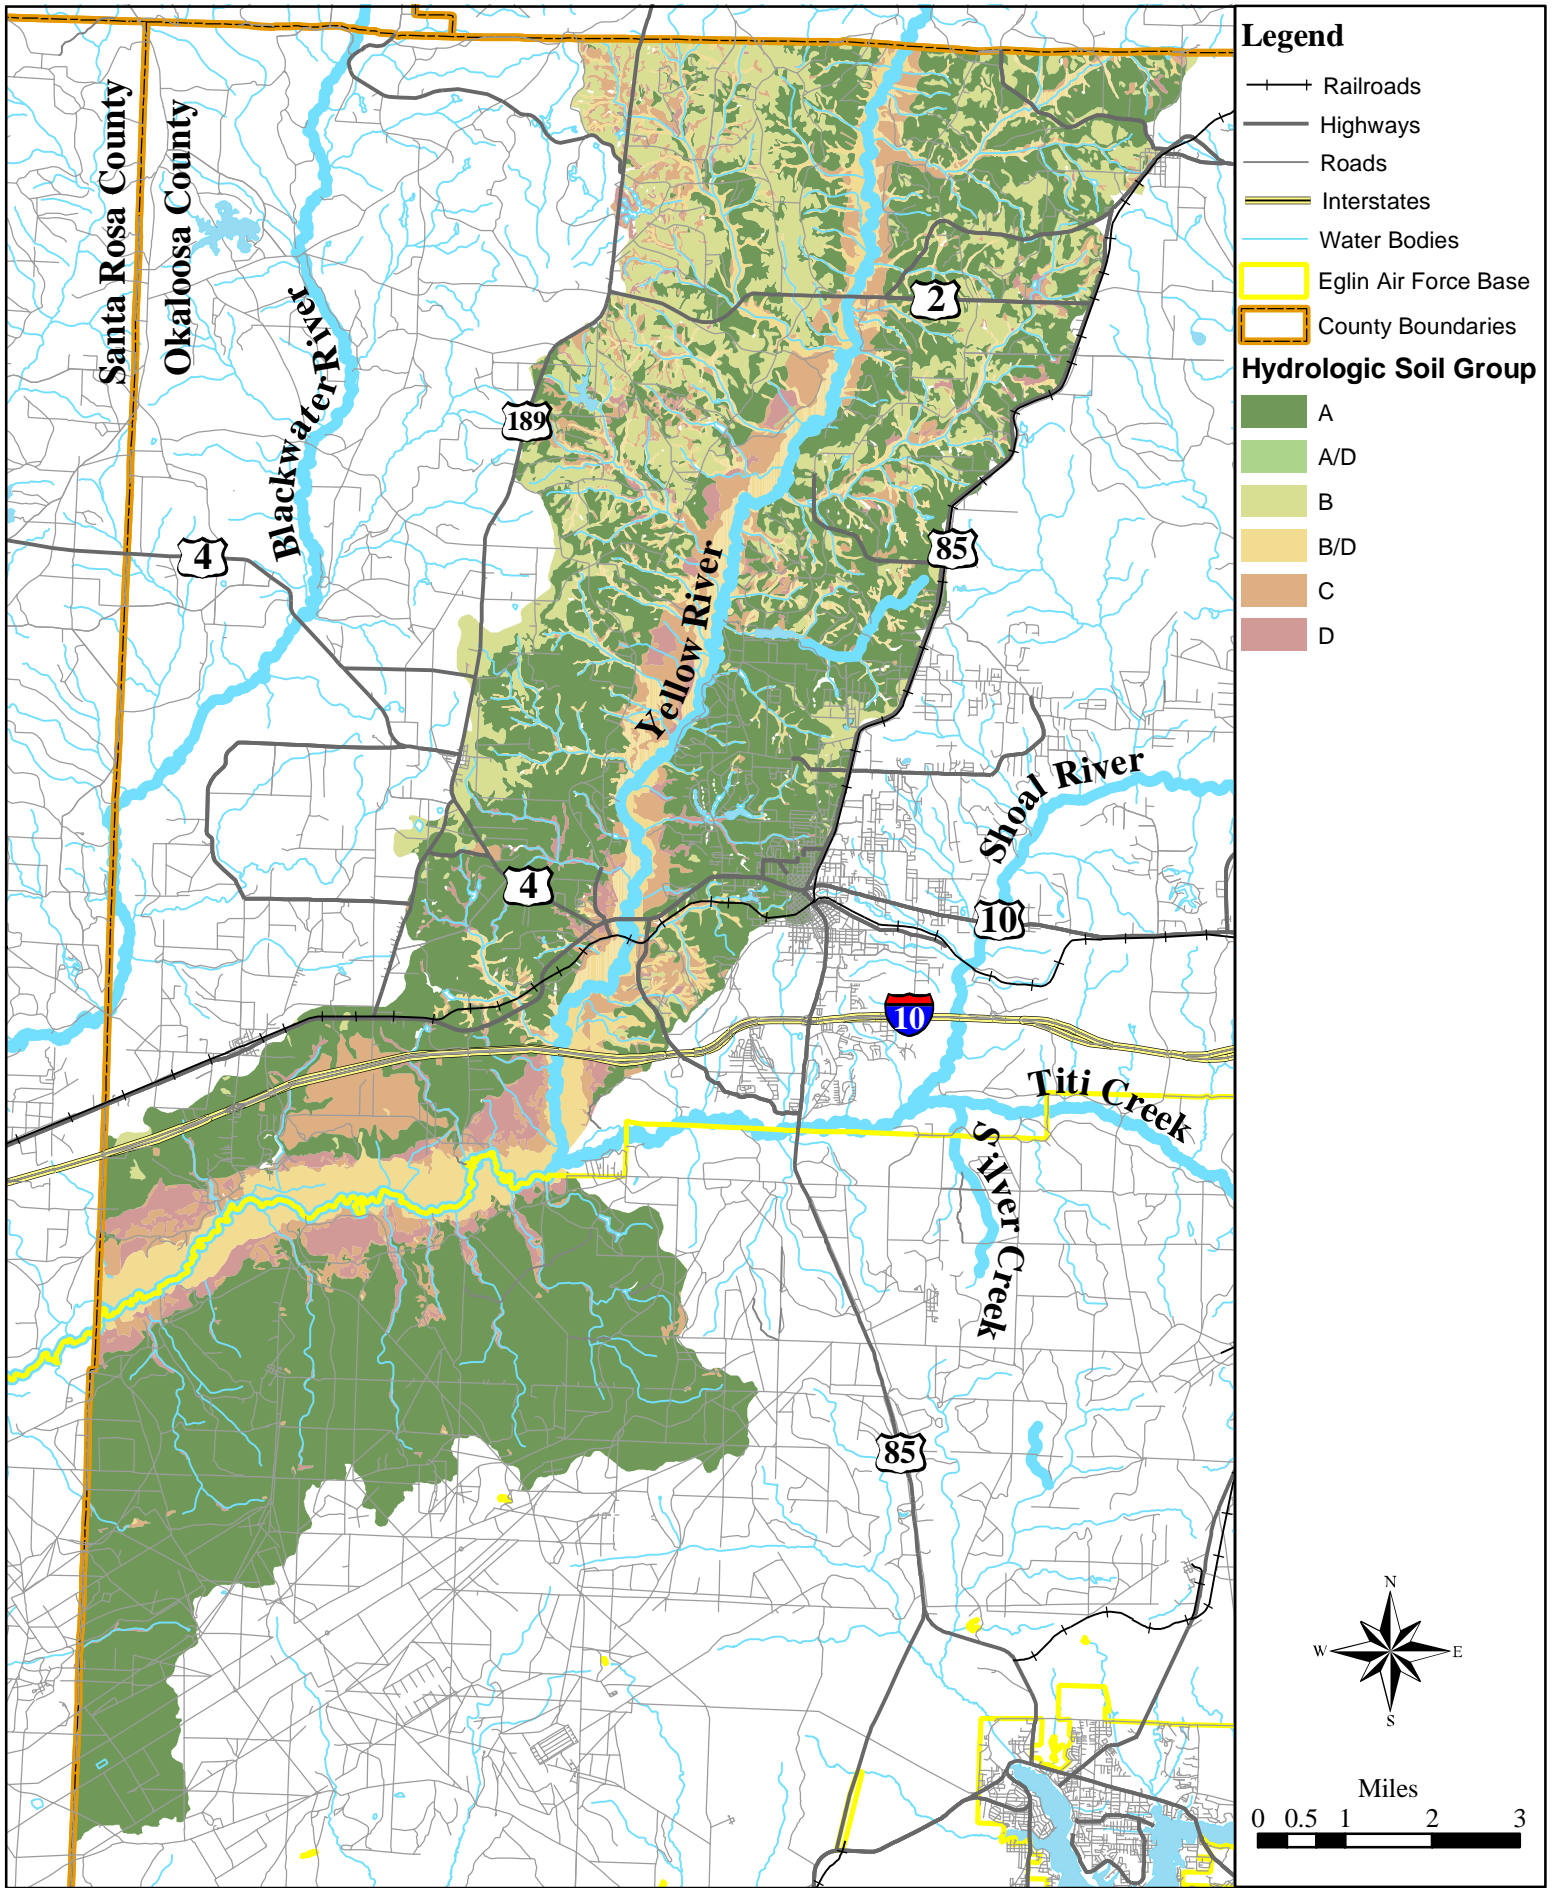 Santa Rosa County
Okaloosa County
Blackwater River
Yellow River
Shoal River
Titi Creek
Silver Creek
2
189
4
85
4
10
10
85
Legend
Railroads
Highways
Roads
Interstates
Water Bodies
Eglin Air Force Base
County Boundaries
Hydrologic Soil Group
A
A/D
B
B/D
C
D
N
W E
S
Miles
0 0.5 1 2 3